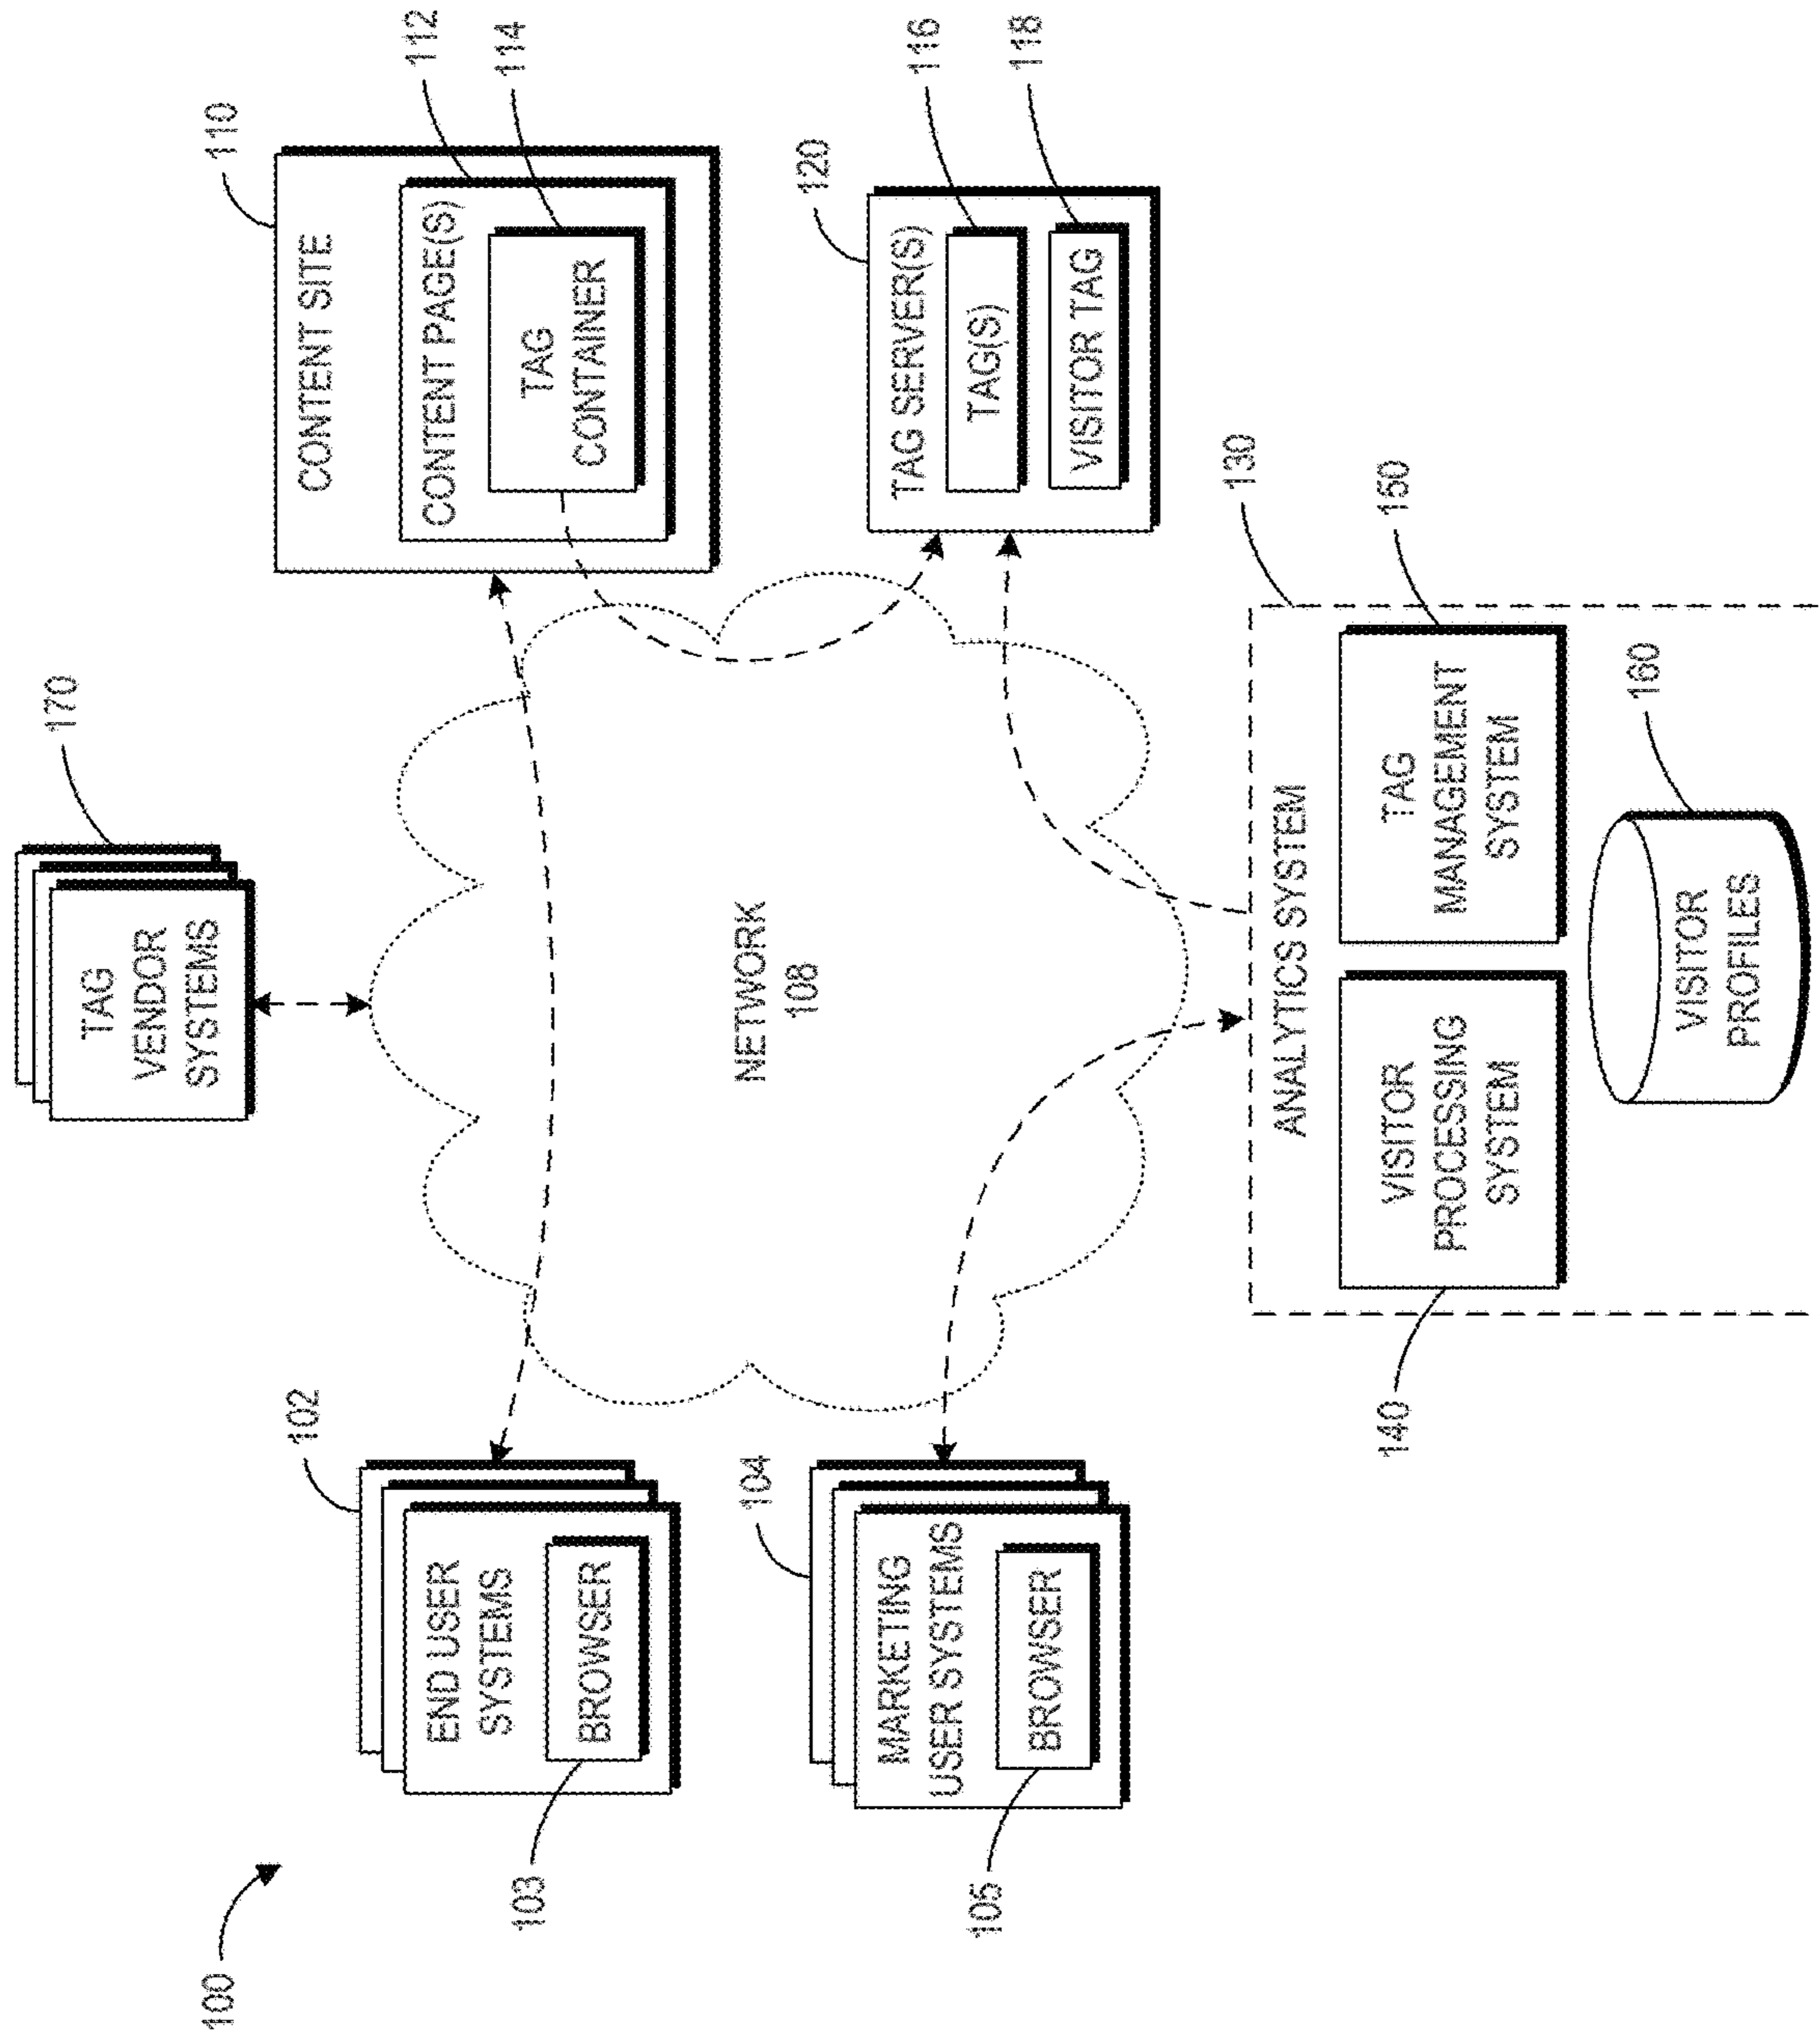 100
170
TAG
VENDOR
SYSTEMS
102
END USER
SYSTEMS
BROWSER
103
104
MARKETING
USER SYSTEMS
BROWSER
105
NETWORK
108
110
CONTENT SITE
112
CONTENT PAGE(S)
114
TAG
CONTAINER
120
TAG SERVER(S)
116
TAG(S)
118
VISITOR TAG
130
ANALYTICS SYSTEM
140
VISITOR
PROCESSING
SYSTEM
150
TAG
MANAGEMENT
SYSTEM
160
VISITOR
PROFILES